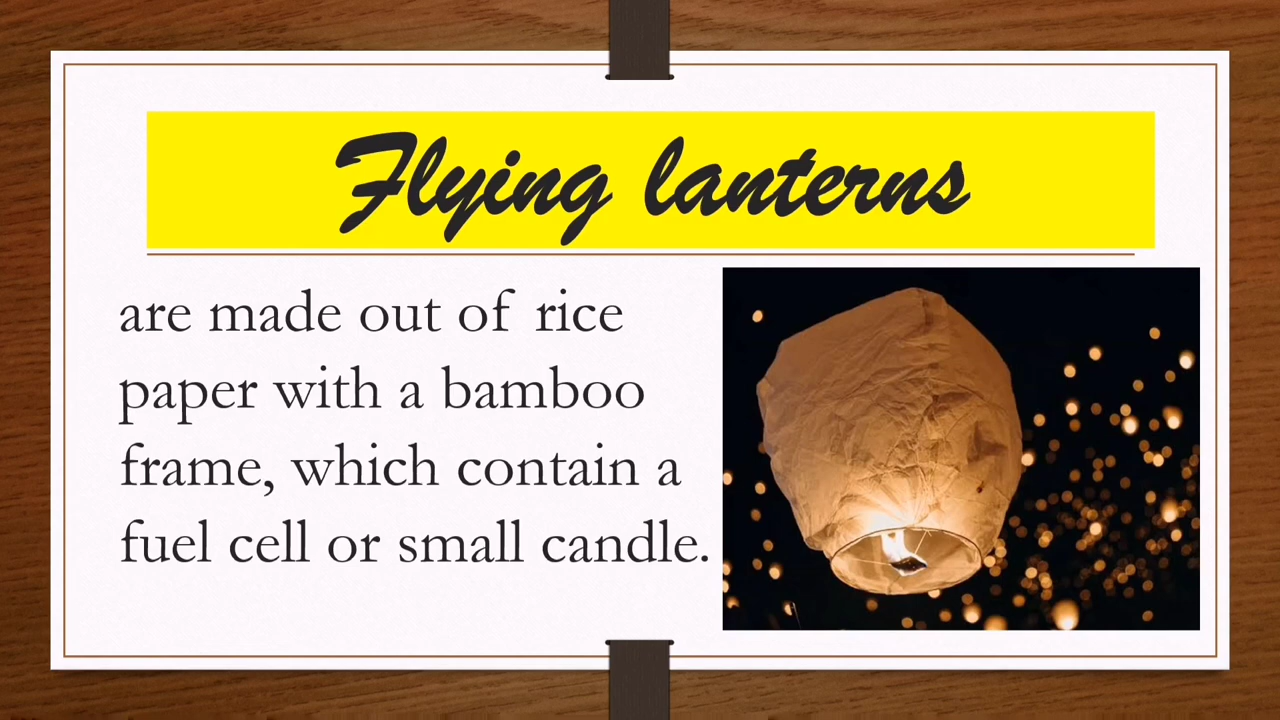 Flying lanterns
are made out of rice
paper with a bamboo
frame, which contain a
fuel cell or small candle.